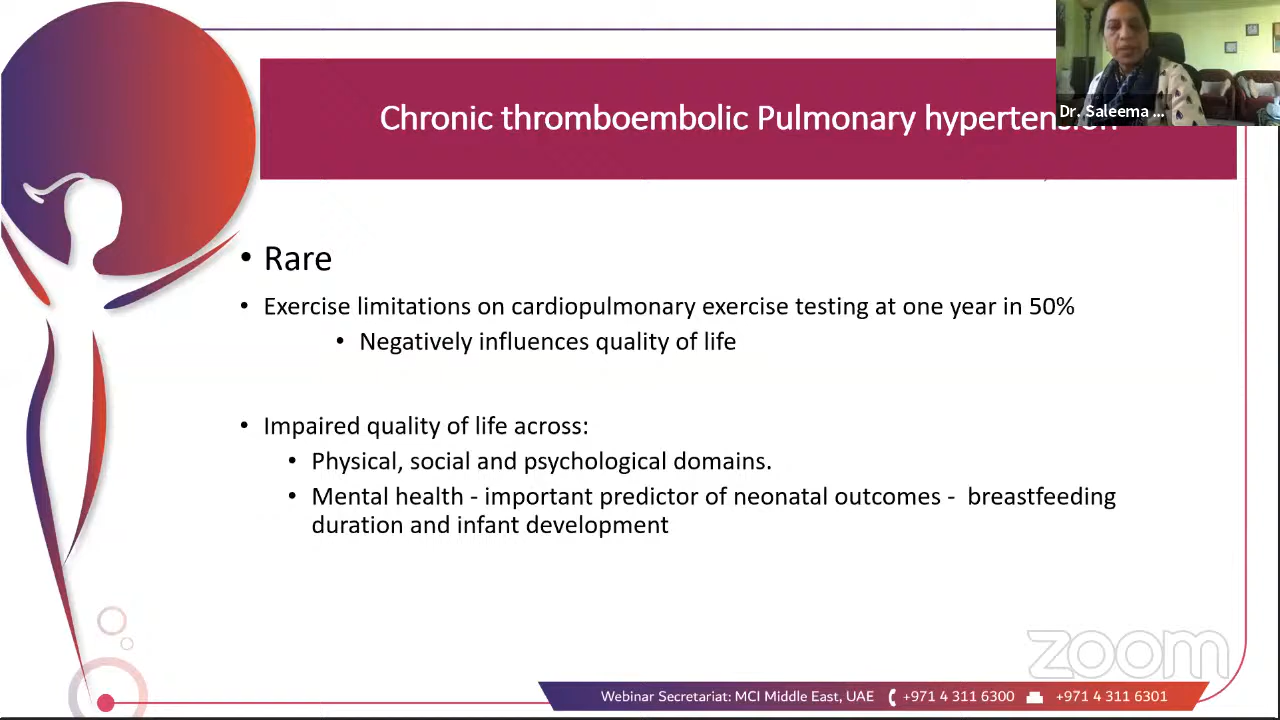 Chronic thromboembolic Pulmonary hypertension
Dr. Saleema ...
• Rare
• Exercise limitations on cardiopulmonary exercise testing at one year in 50%
• Negatively influences quality of life
• Impaired quality of life across:
• Physical, social and psychological domains.
• Mental health - important predictor of neonatal outcomes - breastfeeding
duration and infant development
zoom
Webinar Secretariat: MCI Middle East, UAE +971 4 311 6300 +971 4 311 6301